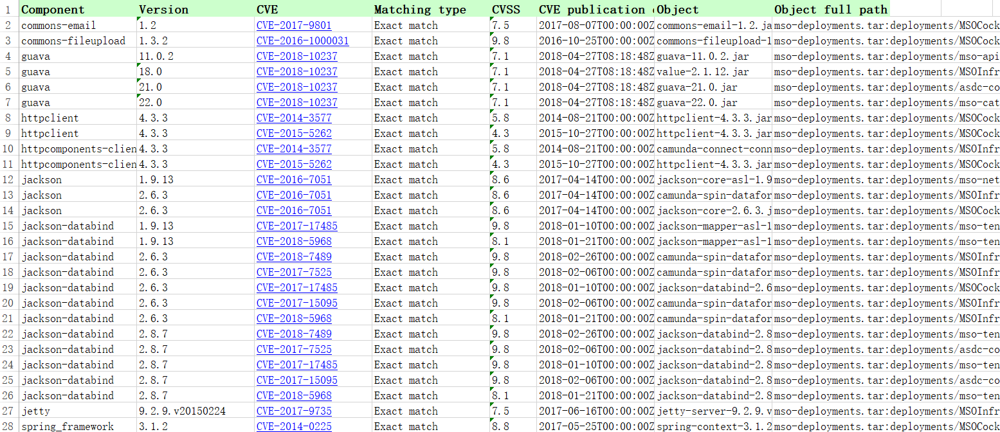 1 Component Version CVE Matching type CVSS CVE publication Object Object full path
2 commons-email 1.2 CVE-2017-9801 Exact match 7.5 2017-08-07T00:00:00Z commons-email-1.2.ja mso-deployments.tar:deployments/MSOCock
3 commons-fileupload 1.3.2 CVE-2016-1000031 Exact match 9.8 2016-10-25T00:00:00Z commons-fileupload-1 mso-deployments.tar:deployments/MSOCock
4 guava 11.0.2 CVE-2018-10237 Exact match 7.1 2018-04-27T08:18:48Z guava-11.0.2.jar mso-deployments.tar:deployments/mso-api
5 guava 18.0 CVE-2018-10237 Exact match 7.1 2018-04-27T08:18:48Z value-2.1.12.jar mso-deployments.tar:deployments/MSOInfr
6 guava 21.0 CVE-2018-10237 Exact match 7.1 2018-04-27T08:18:48Z guava-21.0.jar mso-deployments.tar:deployments/asdc-co
7 guava 22.0 CVE-2018-10237 Exact match 7.1 2018-04-27T08:18:48Z guava-22.0.jar mso-deployments.tar:deployments/mso-cat
8 httpclient 4.3.3 CVE-2014-3577 Exact match 5.8 2014-08-21T00:00:00Z httpclient-4.3.3.jar mso-deployments.tar:deployments/MSOCock
9 httpclient 4.3.3 CVE-2015-5262 Exact match 4.3 2015-10-27T00:00:00Z httpclient-4.3.3.jar mso-deployments.tar:deployments/MSOCock
10 httpcomponents-clien 4.3.3 CVE-2014-3577 Exact match 5.8 2014-08-21T00:00:00Z camunda-connect-conn mso-deployments.tar:deployments/MSOInfr
11 httpcomponents-clien 4.3.3 CVE-2015-5262 Exact match 4.3 2015-10-27T00:00:00Z httpclient-4.3.3.jar mso-deployments.tar:deployments/MSOCock
12 jackson 1.9.13 CVE-2016-7051 Exact match 8.6 2017-04-14T00:00:00Z jackson-core-asl-1.9 mso-deployments.tar:deployments/mso-net
13 jackson 2.6.3 CVE-2016-7051 Exact match 8.6 2017-04-14T00:00:00Z camunda-spin-datafor mso-deployments.tar:deployments/MSOInfr
14 jackson 2.6.3 CVE-2016-7051 Exact match 8.6 2017-04-14T00:00:00Z jackson-core-2.6.3.j mso-deployments.tar:deployments/MSOCock
15 jackson-databind 1.9.13 CVE-2017-17485 Exact match 9.8 2018-01-10T00:00:00Z jackson-mapper-asl-1 mso-deployments.tar:deployments/mso-ten
16 jackson-databind 1.9.13 CVE-2018-5968 Exact match 8.1 2018-01-21T00:00:00Z jackson-mapper-asl-1 mso-deployments.tar:deployments/mso-ten
17 jackson-databind 2.6.3 CVE-2018-7489 Exact match 9.8 2018-02-26T00:00:00Z camunda-spin-datafor mso-deployments.tar:deployments/MSOInfr
18 jackson-databind 2.6.3 CVE-2017-7525 Exact match 9.8 2018-02-06T00:00:00Z camunda-spin-datafor mso-deployments.tar:deployments/MSOInfr
19 jackson-databind 2.6.3 CVE-2017-17485 Exact match 9.8 2018-01-10T00:00:00Z jackson-databind-2.6 mso-deployments.tar:deployments/MSOCock
20 jackson-databind 2.6.3 CVE-2017-15095 Exact match 9.8 2018-02-06T00:00:00Z camunda-spin-datafor mso-deployments.tar:deployments/MSOInfr
21 jackson-databind 2.6.3 CVE-2018-5968 Exact match 8.1 2018-01-21T00:00:00Z camunda-spin-datafor mso-deployments.tar:deployments/MSOInfr
22 jackson-databind 2.8.7 CVE-2018-7489 Exact match 9.8 2018-02-26T00:00:00Z jackson-databind-2.8 mso-deployments.tar:deployments/mso-ten
23 jackson-databind 2.8.7 CVE-2017-7525 Exact match 9.8 2018-02-06T00:00:00Z jackson-databind-2.8 mso-deployments.tar:deployments/asdc-co
24 jackson-databind 2.8.7 CVE-2017-17485 Exact match 9.8 2018-01-10T00:00:00Z jackson-databind-2.8 mso-deployments.tar:deployments/mso-ten
25 jackson-databind 2.8.7 CVE-2017-15095 Exact match 9.8 2018-02-06T00:00:00Z jackson-databind-2.8 mso-deployments.tar:deployments/asdc-co
26 jackson-databind 2.8.7 CVE-2018-5968 Exact match 8.1 2018-01-21T00:00:00Z jackson-databind-2.8 mso-deployments.tar:deployments/mso-ten
27 jetty 9.2.9.v20150224 CVE-2017-9735 Exact match 7.5 2017-06-16T00:00:00Z jetty-server-9.2.9.v mso-deployments.tar:deployments/MSOInfr
28 spring_framework 3.1.2 CVE-2014-0225 Exact match 8.8 2017-05-25T00:00:00Z spring-context-3.1.2 mso-deployments.tar:deployments/MSOCock